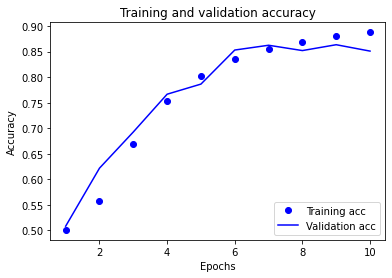 Training and validation accuracy
Accuracy
0.90
0.85
0.80
0.75
0.70
0.65
0.60
0.55
0.50
2
4
6
8
10
Epochs
Training acc
Validation acc